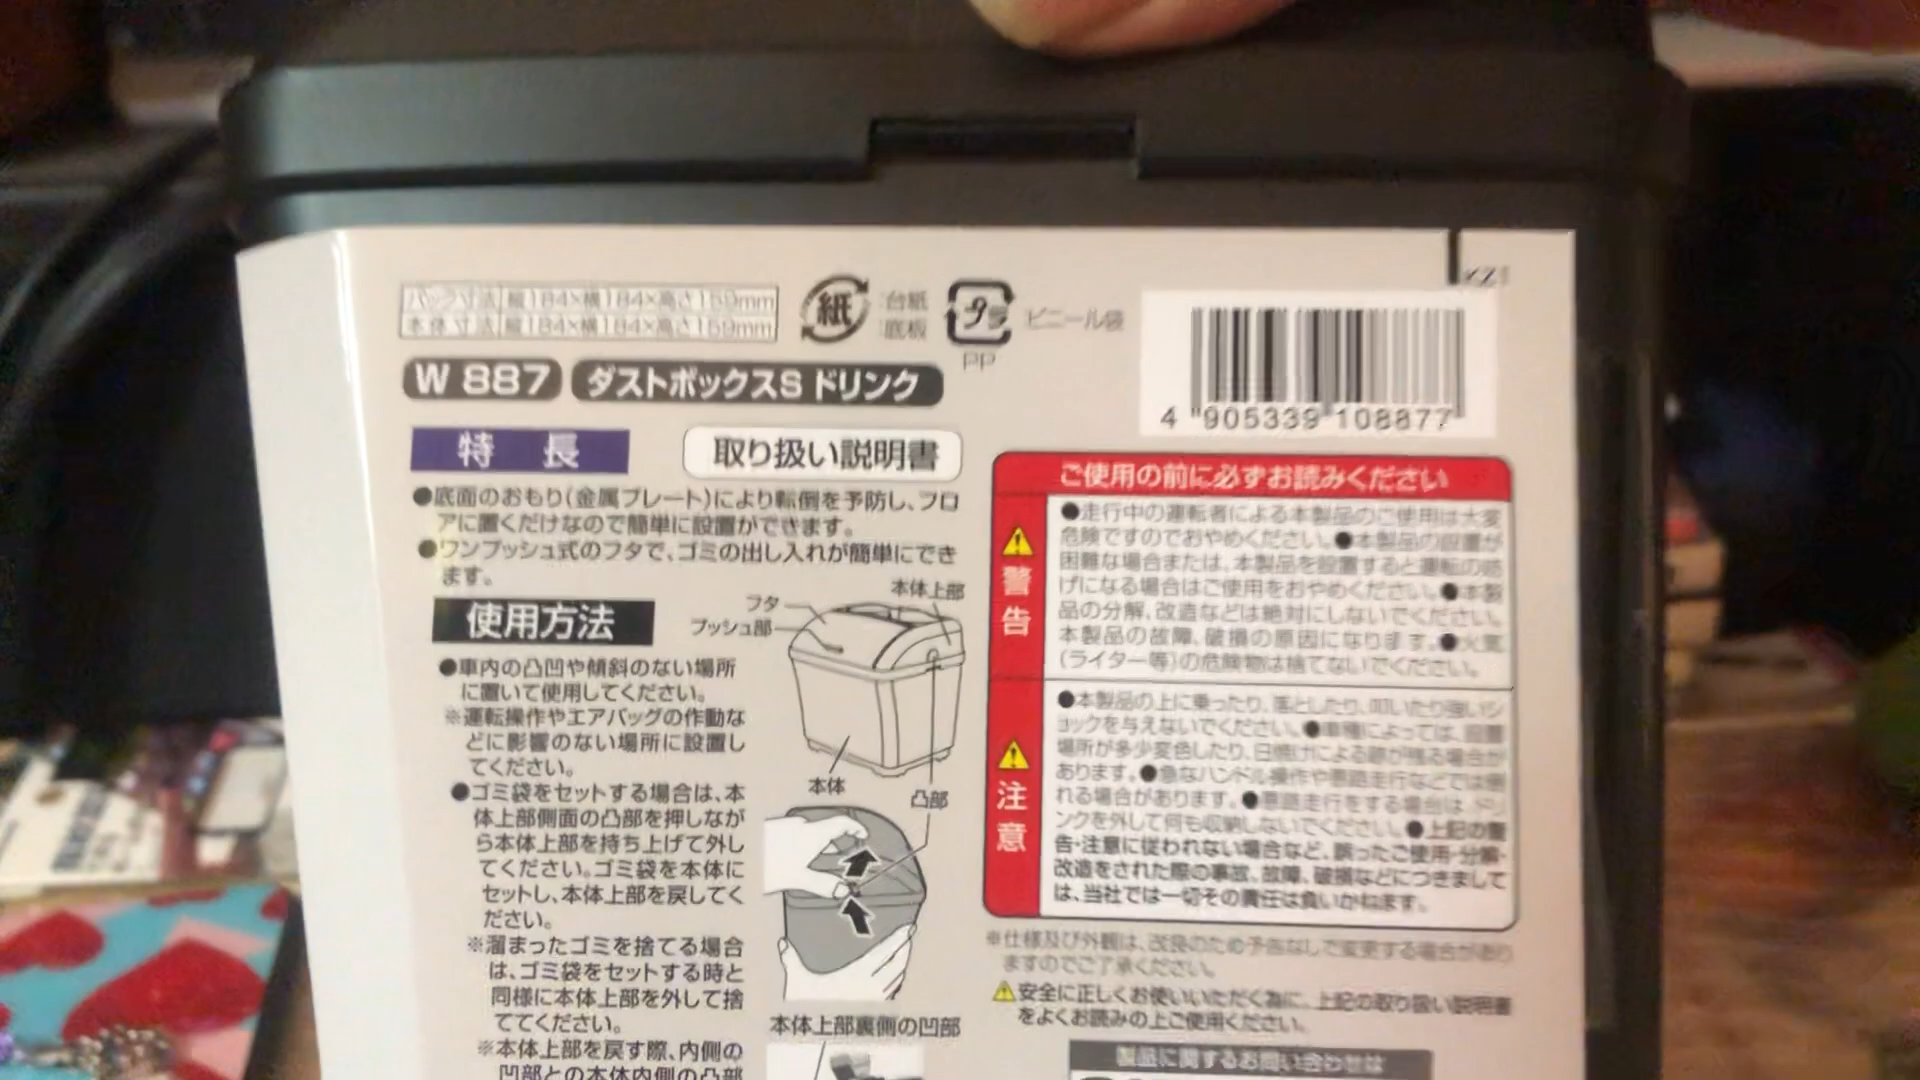 KZ1
パック寸法 縦184×横184×高さ159mm
本体寸法 縦184×横184×高さ159mm
紙
:台紙
:底板
プラ
PP
ビニール袋
4 905339 108877
W 887
ダストボックスS ドリンク
特 長
取り扱い説明書
●底面のおもり(金属プレート)により転倒を予防し、フロ
アに置くだけなので簡単に設置ができます。
●ワンプッシュ式のフタで、ゴミの出し入れが簡単にでき
ます。
使用方法
フタ
プッシュ部
本体上部
本体
凸部
●車内の凸凹や傾斜のない場所
に置いて使用してください。
※運転操作やエアバッグの作動な
どに影響のない場所に設置し
てください。
●ゴミ袋をセットする場合は、本
体上部側面の凸部を押しなが
ら本体上部を持ち上げて外し
てください。ゴミ袋を本体に
セットし、本体上部を戻してく
ださい。
※溜まったゴミを捨てる場合
は、ゴミ袋をセットする時と
同様に本体上部を外して捨
ててください。
※本体上部を戻す際、内側の
凹部との本体内側の凸部
本体上部裏側の凹部
ご使用の前に必ずお読みください
警告
●走行中の運転者による本製品のご使用は大変
危険ですのでおやめください。●本製品の設置が
困難な場合または、本製品を設置すると運転の妨
げになる場合はご使用をおやめください。●本製
品の分解、改造などは絶対にしないでください。
本製品の故障、破損の原因になります。●火気
(ライター等)の危険物は捨てないでください。
注意
●本製品の上に乗ったり、落としたり、叩いたり強いシ
ョックを与えないでください。●車種によっては、設置
場所が多少変色したり、日焼けによる跡が残る場合が
あります。●急なハンドル操作や悪路走行などでは倒
れる場合があります。●悪路走行をする場合は ドリ
ンクを外して何も収納しないでください。●上記の警
告・注意に従われない場合など、誤ったご使用・分解・
改造をされた際の事故、故障、破損などにつきまして
は、当社では一切その責任は負いかねます。
※仕様及び外観は、改良のため予告なしで変更する場合があり
ますのでご了承ください。
安全に正しくお使いいただく為に、上記の取り扱い説明書
をよくお読みの上ご使用ください。
製品に関するお問い合わせは